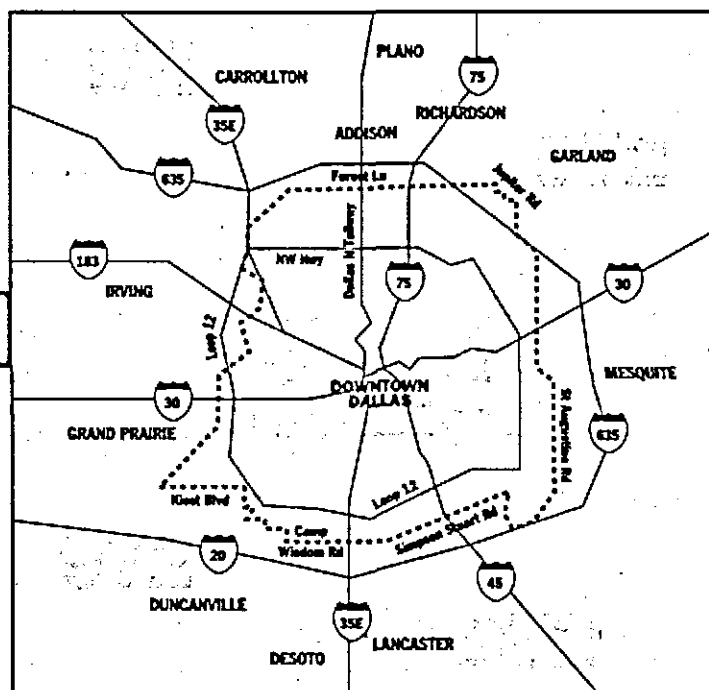 PLANO
75
CARROLLTON
RICHARDSON
35E
ADDISON
GARLAND
635
Forest Ln
Jupiter Rd
Dallas N Tollway
NW Hwy
183
75
30
IRVING
Loop 12
DOWNTOWN
DALLAS
MESQUITE
30
St Augustine Rd
GRAND PRAIRIE
635
Kiest Blvd
Loop 12
Camp
Wisdom Rd
Simpson Stuart Rd
20
45
DUNCANVILLE
35E
LANCASTER
DESOTO